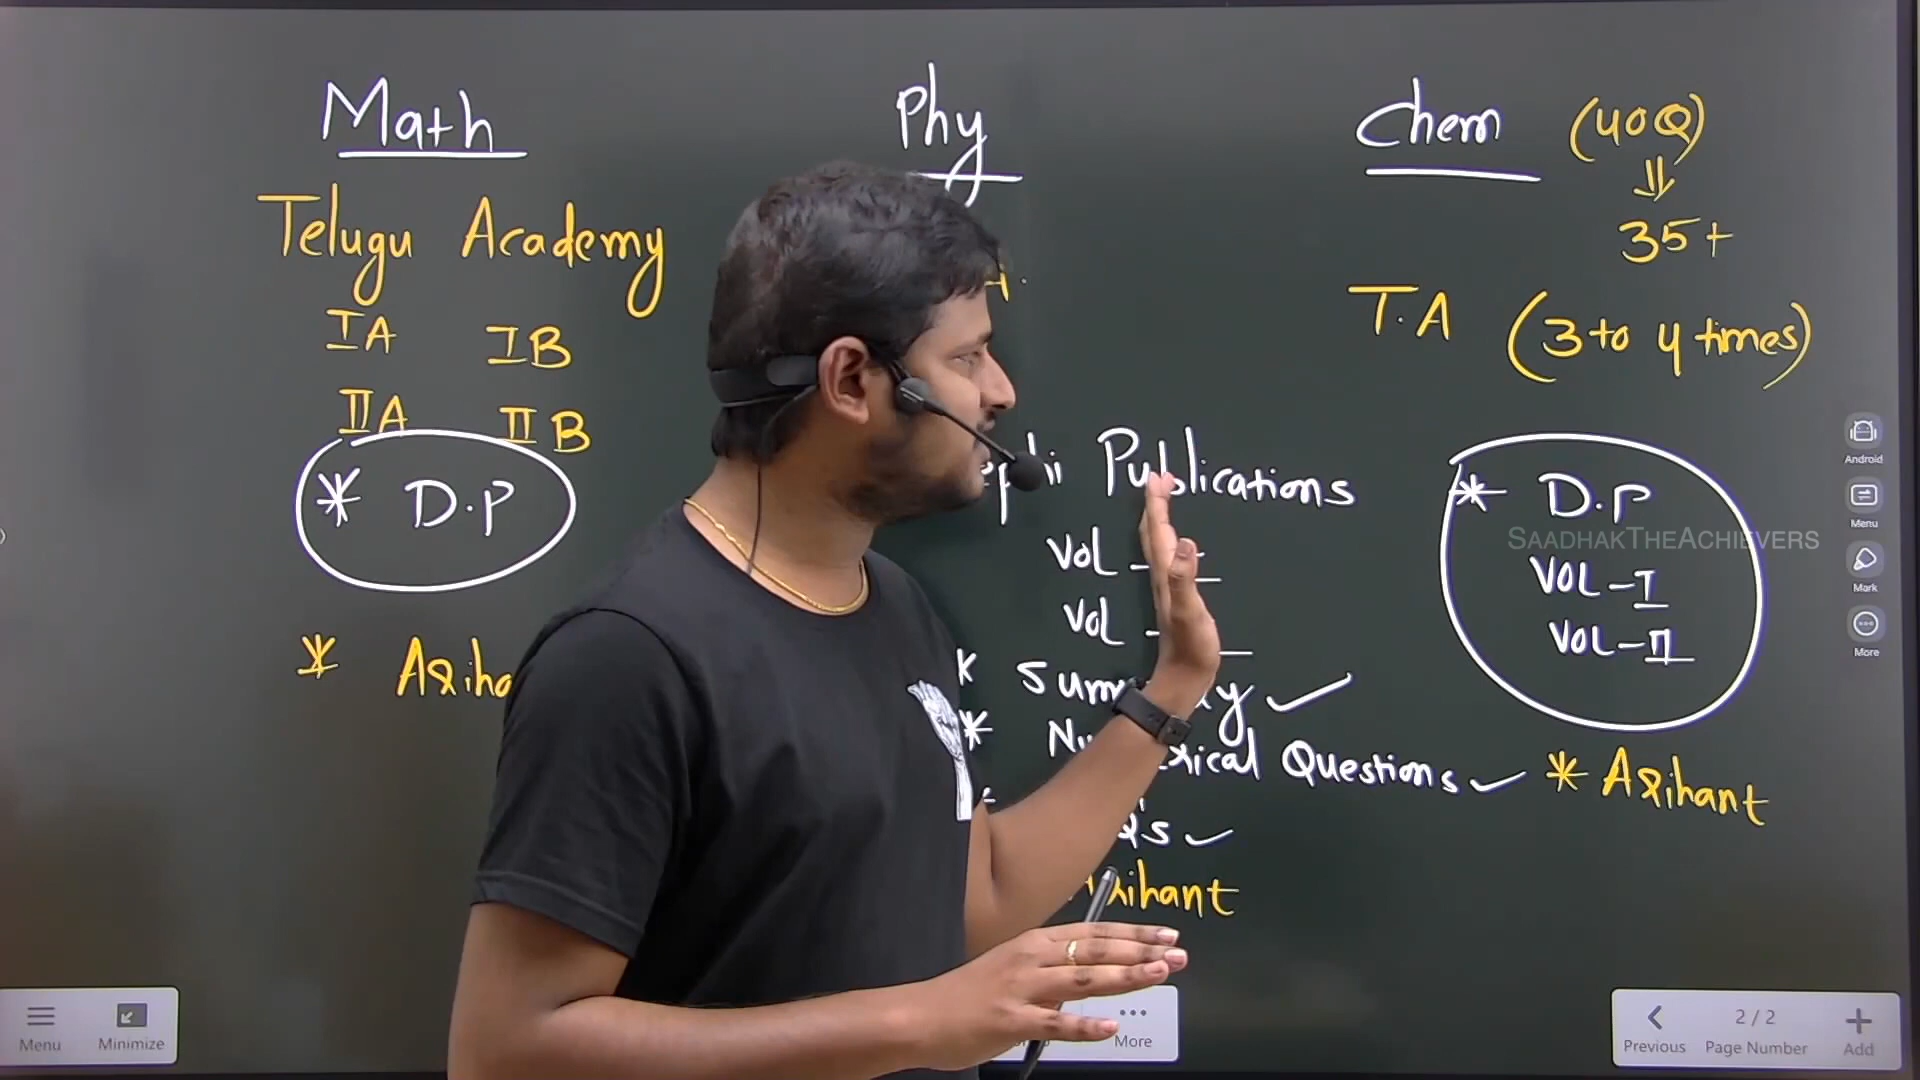 Math
Phy
Chem (40Q)
⇓
35+
Telugu Academy
T.A (3 to 4 times)
IA IB
IIA IIB
* D.P
Publications
Vol -
Vol -
* D.P
VOL-I
VOL-II
SAADHAKTHEACHIEVERS
* Summary ✓
* Numerical Questions ✓
Q's ✓
* Arihant
Android
Menu
Mark
More
Menu
Minimize
More
Previous
2 / 2
Page Number
Add